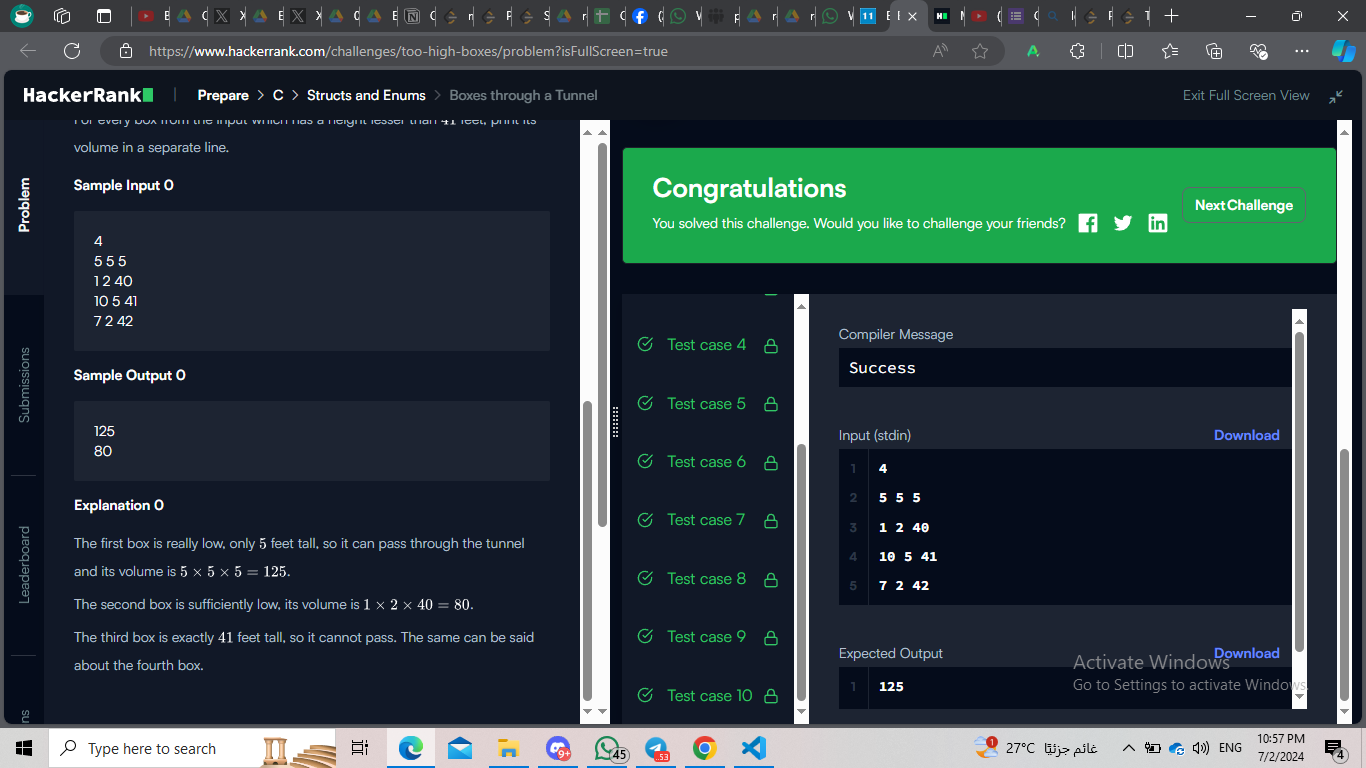 https://www.hackerrank.com/challenges/too-high-boxes/problem?isFullScreen=true
HackerRank
Prepare > C > Structs and Enums > Boxes through a Tunnel
Exit Full Screen View
Problem
Submissions
Leaderboard
For every box from the input which has a height lesser than 41 feet, print its
volume in a separate line.
Sample Input 0
4
5 5 5
1 2 40
10 5 41
7 2 42
Sample Output 0
125
80
Explanation 0
The first box is really low, only 5 feet tall, so it can pass through the tunnel
and its volume is 5 × 5 × 5 = 125.
The second box is sufficiently low, its volume is 1 × 2 × 40 = 80.
The third box is exactly 41 feet tall, so it cannot pass. The same can be said
about the fourth box.
Congratulations
You solved this challenge. Would you like to challenge your friends?
Next Challenge
Test case 4
Test case 5
Test case 6
Test case 7
Test case 8
Test case 9
Test case 10
Compiler Message
Success
Input (stdin)
Download
1 4
2 5 5 5
3 1 2 40
4 10 5 41
5 7 2 42
Expected Output
Download
1 125
Activate Windows
Go to Settings to activate Windows.
Type here to search
9+
45
53
1
27°C غائم جزئيًا
ENG
10:57 PM
7/2/2024
4